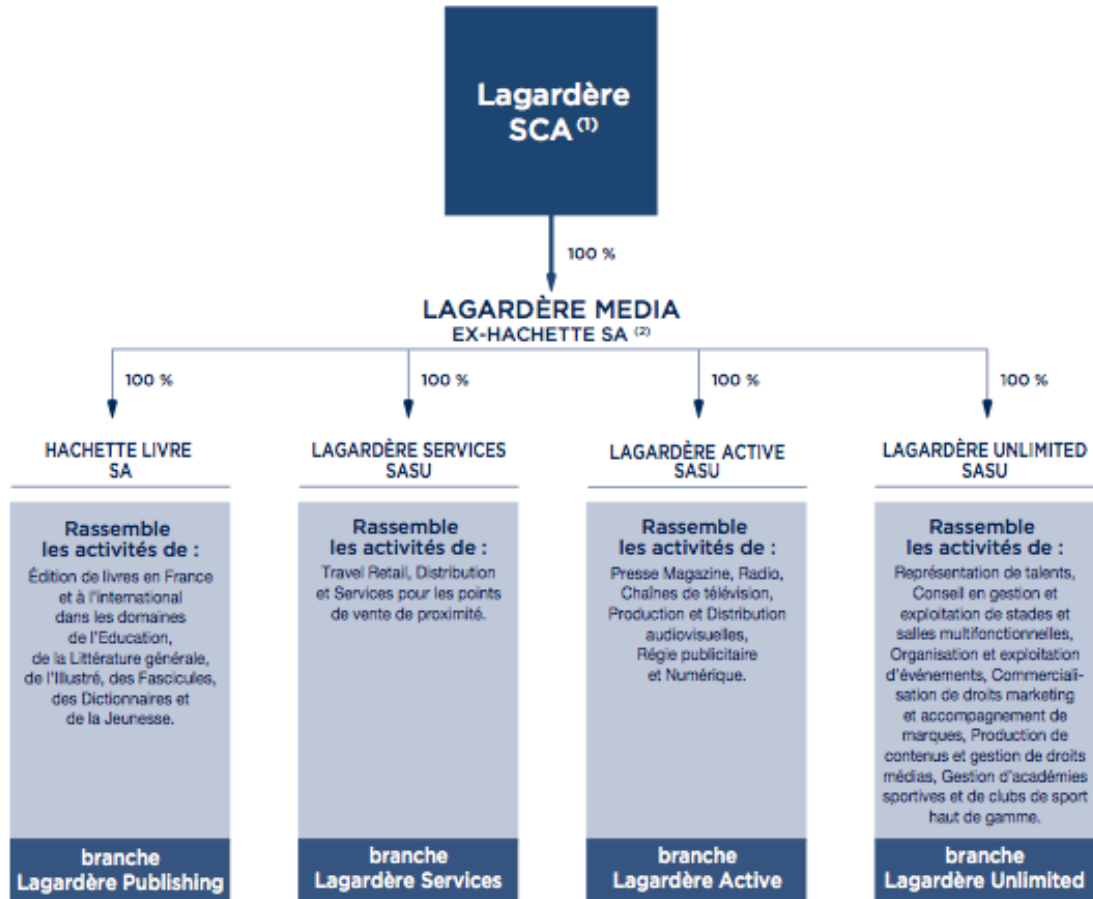 Lagardère
SCA (1)
100 %
LAGARDÈRE MEDIA
EX-HACHETTE SA (2)
100 %
100 %
100 %
100 %
HACHETTE LIVRE
SA
Rassemble
les activités de :
Édition de livres en France
et à l'international
dans les domaines
de l'Education,
de la Littérature générale,
de l'Illustré, des Fascicules,
des Dictionnaires et
de la Jeunesse.
branche
Lagardère Publishing
LAGARDÈRE SERVICES
SASU
Rassemble
les activités de :
Travel Retail, Distribution
et Services pour les points
de vente de proximité.
branche
Lagardère Services
LAGARDÈRE ACTIVE
SASU
Rassemble
les activités de :
Presse Magazine, Radio,
Chaînes de télévision,
Production et Distribution
audiovisuelles,
Régie publicitaire
et Numérique.
branche
Lagardère Active
LAGARDÈRE UNLIMITED
SASU
Rassemble
les activités de :
Représentation de talents,
Conseil en gestion et
exploitation de stades et
salles multifonctionnelles,
Organisation et exploitation
d'événements, Commerciali-
sation de droits marketing
et accompagnement de
marques, Production de
contenus et gestion de droits
médias, Gestion d'académies
sportives et de clubs de sport
haut de gamme.
branche
Lagardère Unlimited